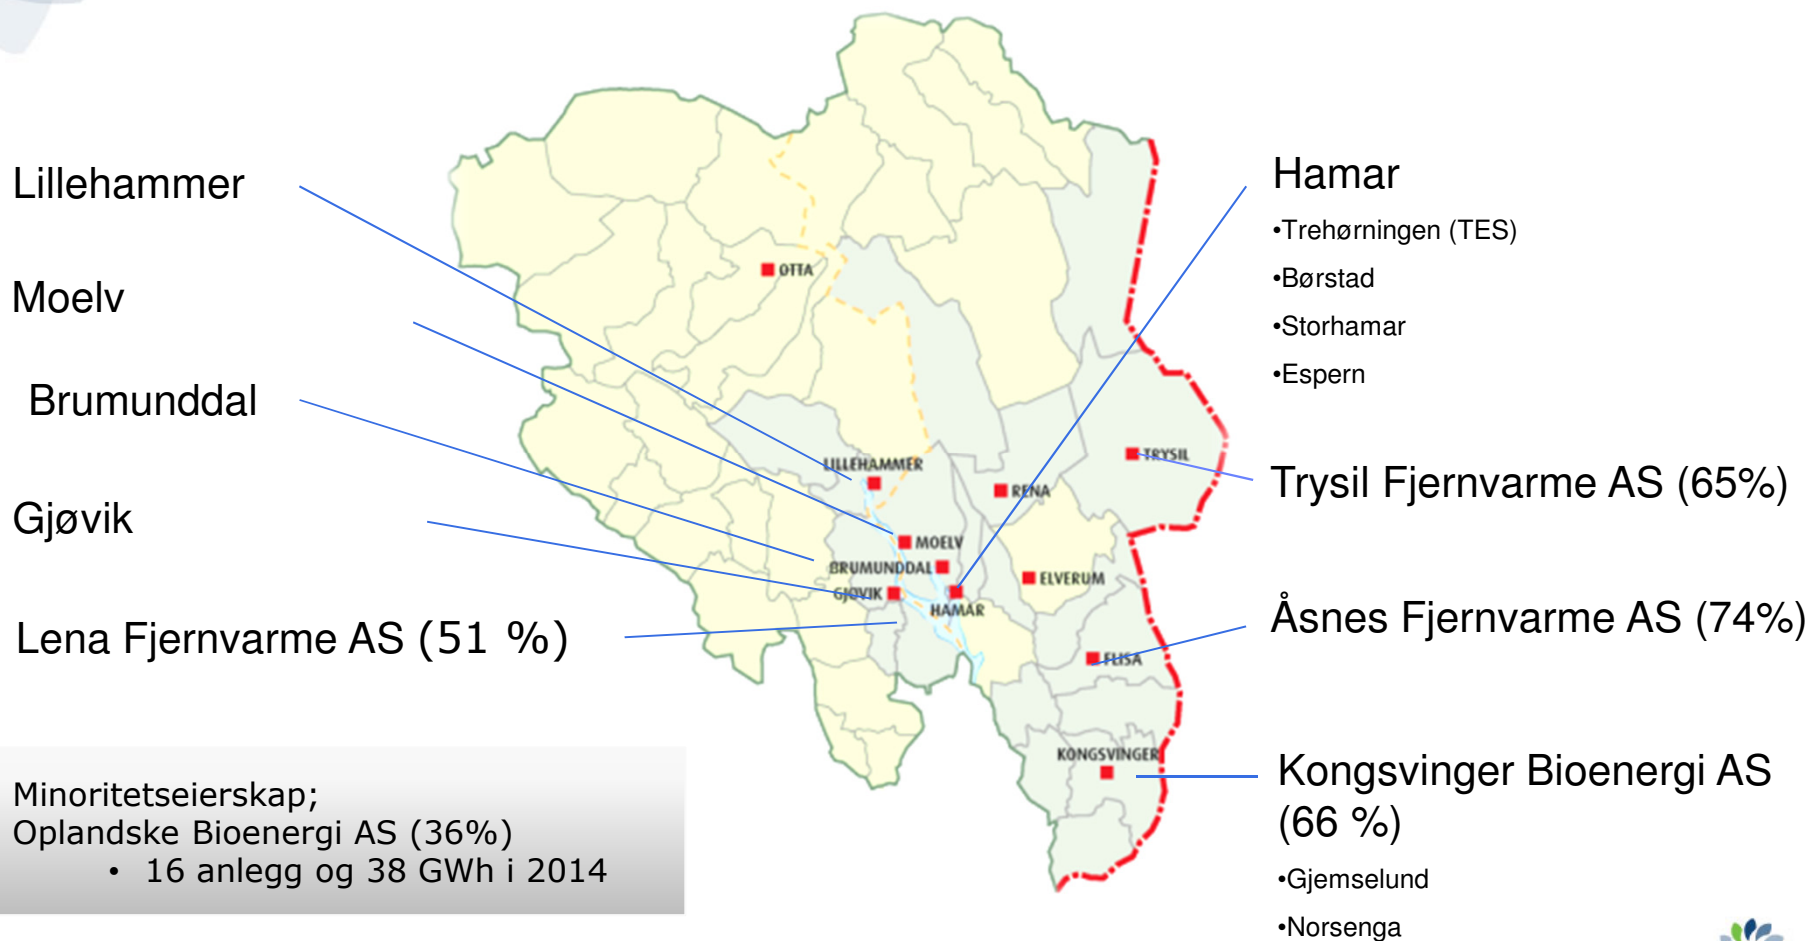 Lillehammer
Moelv
Brumunddal
Gjøvik
Lena Fjernvarme AS (51 %)
Minoritetseierskap;
Oplandske Bioenergi AS (36%)
• 16 anlegg og 38 GWh i 2014
OTTA
LILLEHAMMER
TRYSIL
RENA
MOELV
BRUMUNDDAL
ELVERUM
GJØVIK
HAMAR
FLISA
KONGSVINGER
Hamar
•Trehørningen (TES)
•Børstad
•Storhamar
•Espern
Trysil Fjernvarme AS (65%)
Åsnes Fjernvarme AS (74%)
Kongsvinger Bioenergi AS
(66 %)
•Gjemselund
•Norsenga